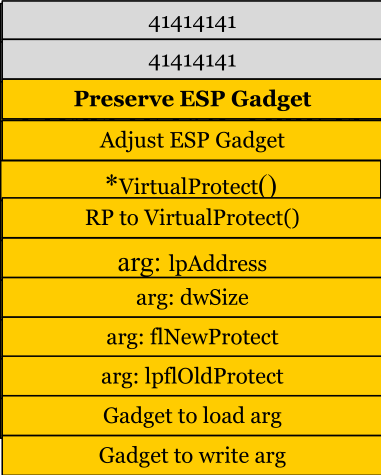 41414141
41414141
Preserve ESP Gadget
Adjust ESP Gadget
*VirtualProtect()
RP to VirtualProtect()
arg: lpAddress
arg: dwSize
arg: flNewProtect
arg: lpflOldProtect
Gadget to load arg
Gadget to write arg